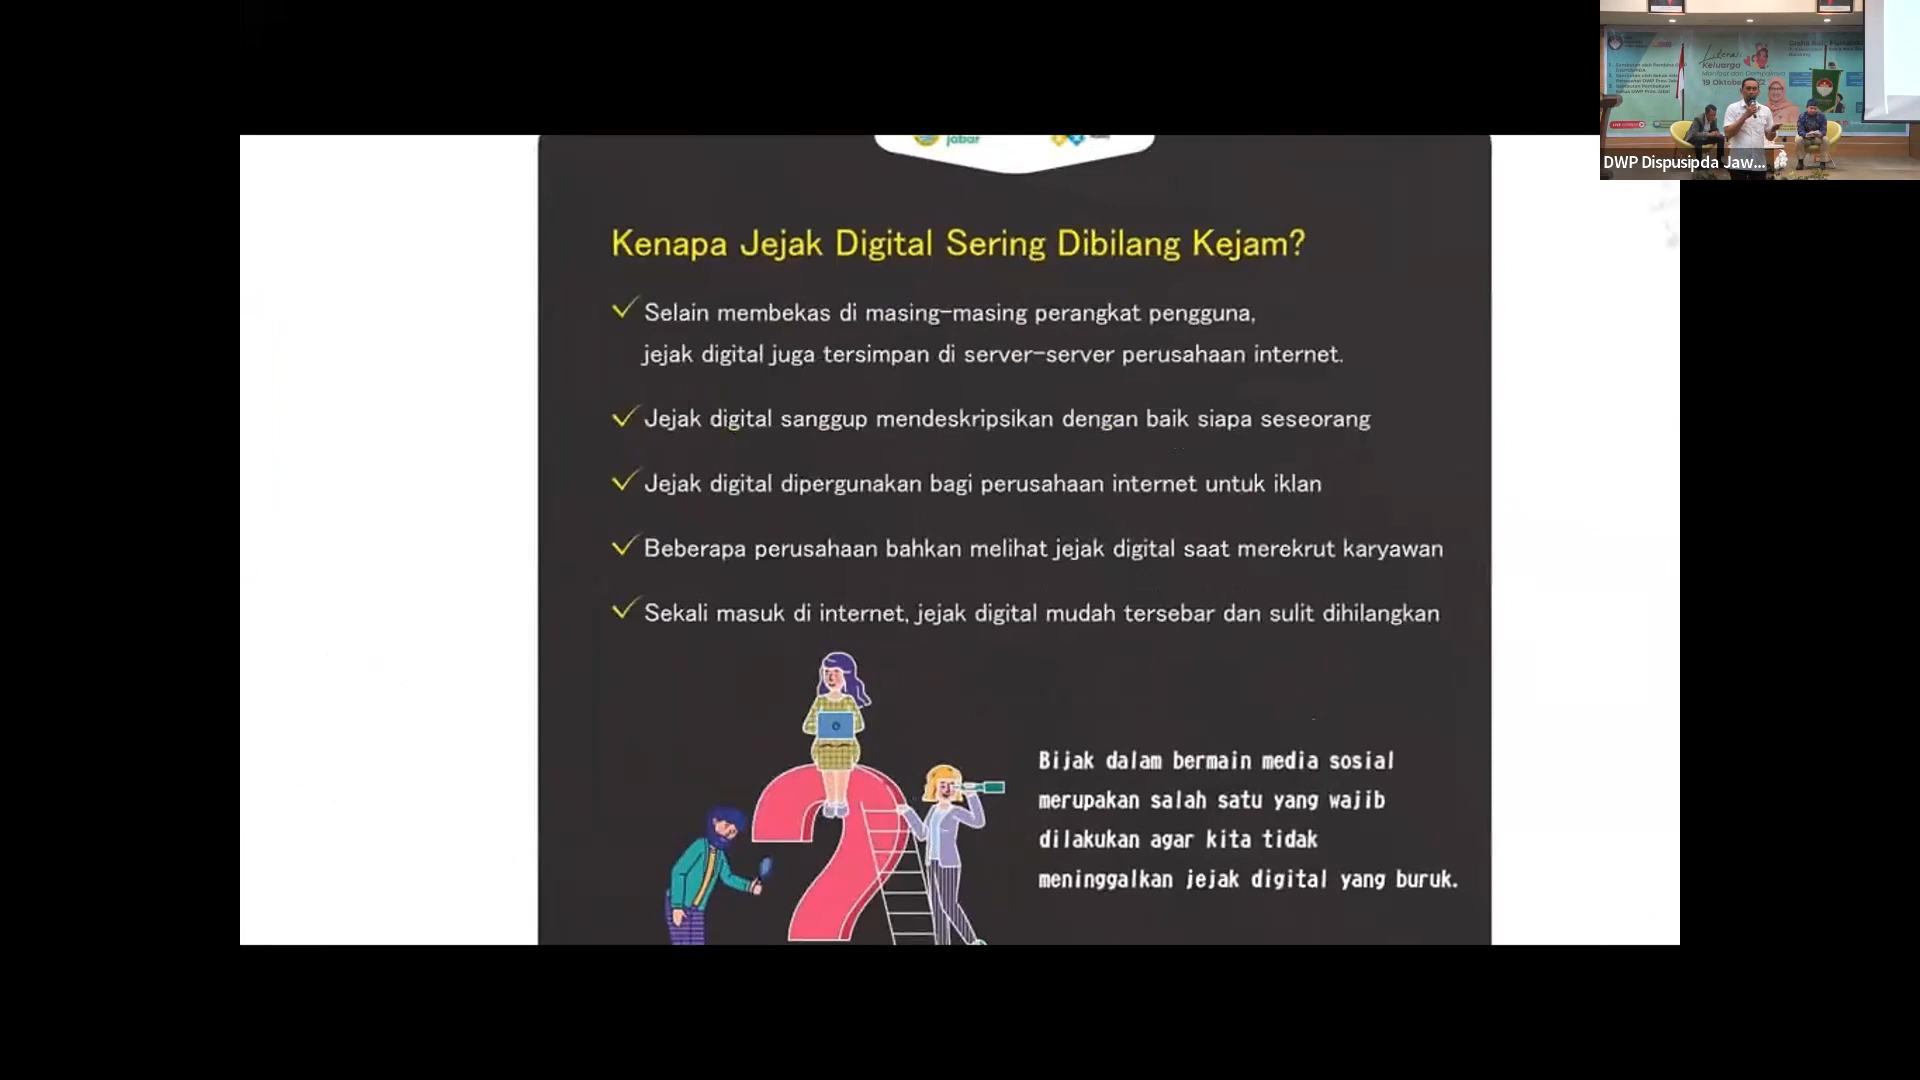 jabar
Kenapa Jejak Digital Sering Dibilang Kejam?
Selain membekas di masing-masing perangkat pengguna,
jejak digital juga tersimpan di server-server perusahaan internet.
Jejak digital sanggup mendeskripsikan dengan baik siapa seseorang
Jejak digital dipergunakan bagi perusahaan internet untuk iklan
Beberapa perusahaan bahkan melihat jejak digital saat merekrut karyawan
Sekali masuk di internet, jejak digital mudah tersebar dan sulit dihilangkan
Bijak dalam bermain media sosial
merupakan salah satu yang wajib
dilakukan agar kita tidak
meninggalkan jejak digital yang buruk.
Keluarga
19 Oktober
DWP Dispusipda Jaw...